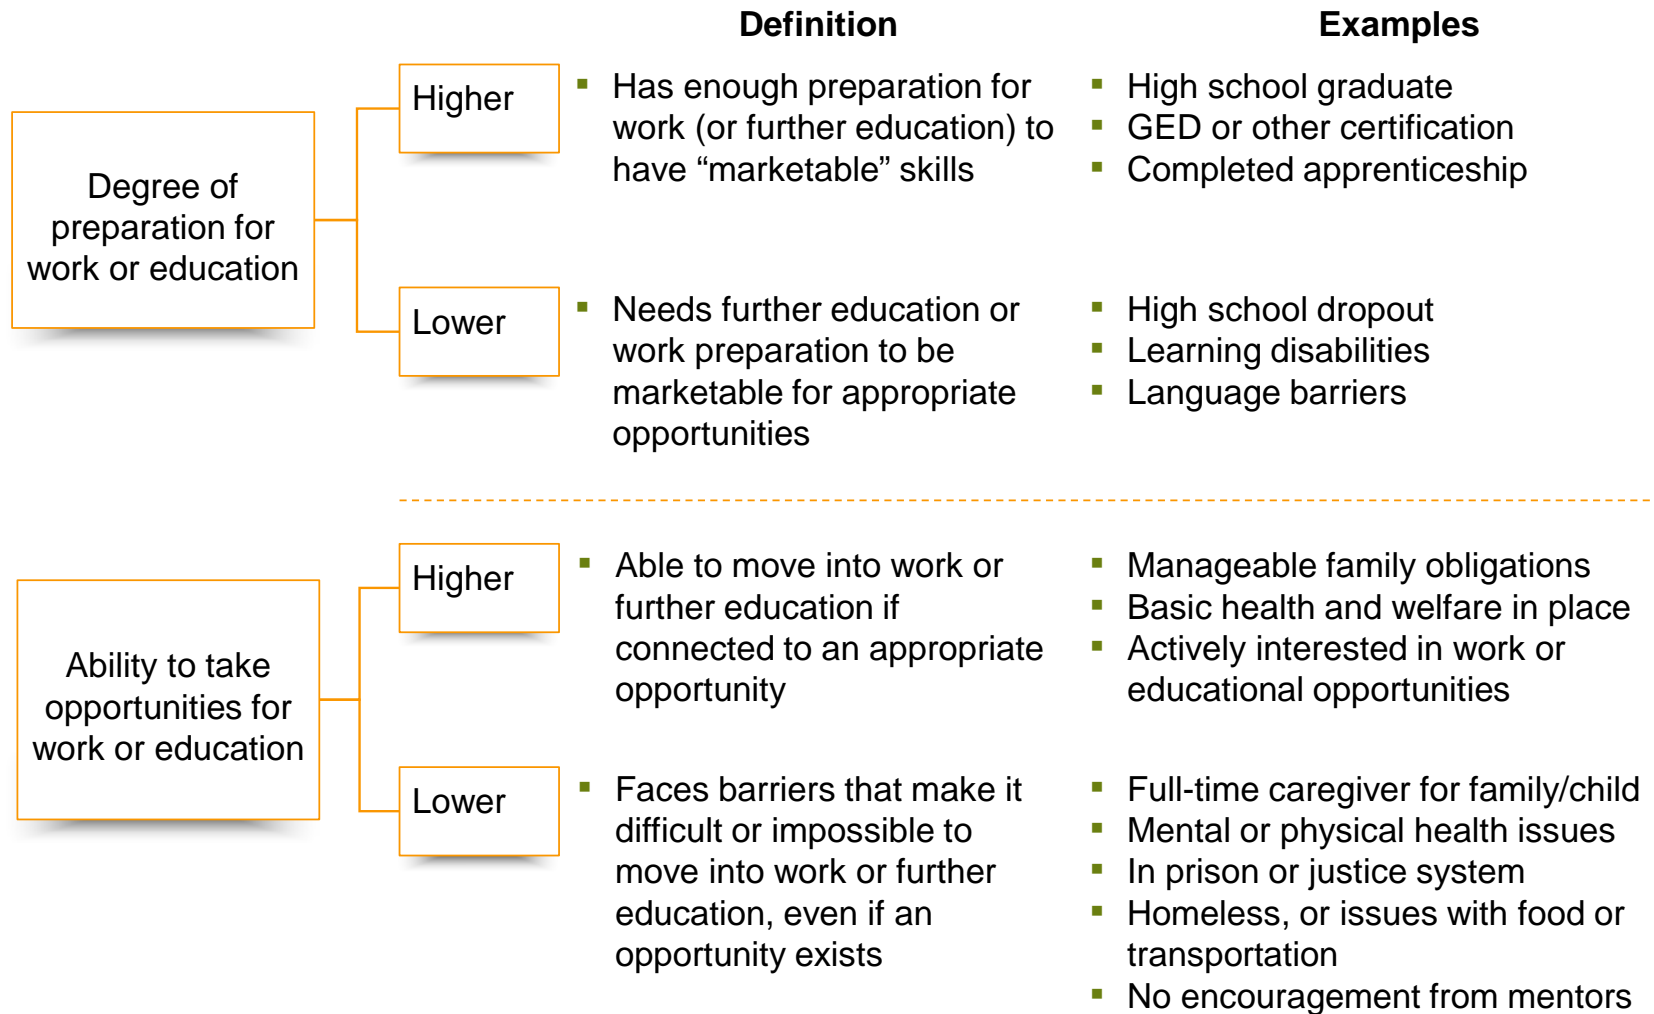 Definition
Examples
Degree of
preparation for
work or education
Higher
▪ Has enough preparation for
work (or further education) to
have “marketable” skills
▪ High school graduate
▪ GED or other certification
▪ Completed apprenticeship
Lower
▪ Needs further education or
work preparation to be
marketable for appropriate
opportunities
▪ High school dropout
▪ Learning disabilities
▪ Language barriers
Ability to take
opportunities for
work or education
Higher
▪ Able to move into work or
further education if
connected to an appropriate
opportunity
▪ Manageable family obligations
▪ Basic health and welfare in place
▪ Actively interested in work or
educational opportunities
Lower
▪ Faces barriers that make it
difficult or impossible to
move into work or further
education, even if an
opportunity exists
▪ Full-time caregiver for family/child
▪ Mental or physical health issues
▪ In prison or justice system
▪ Homeless, or issues with food or
transportation
▪ No encouragement from mentors